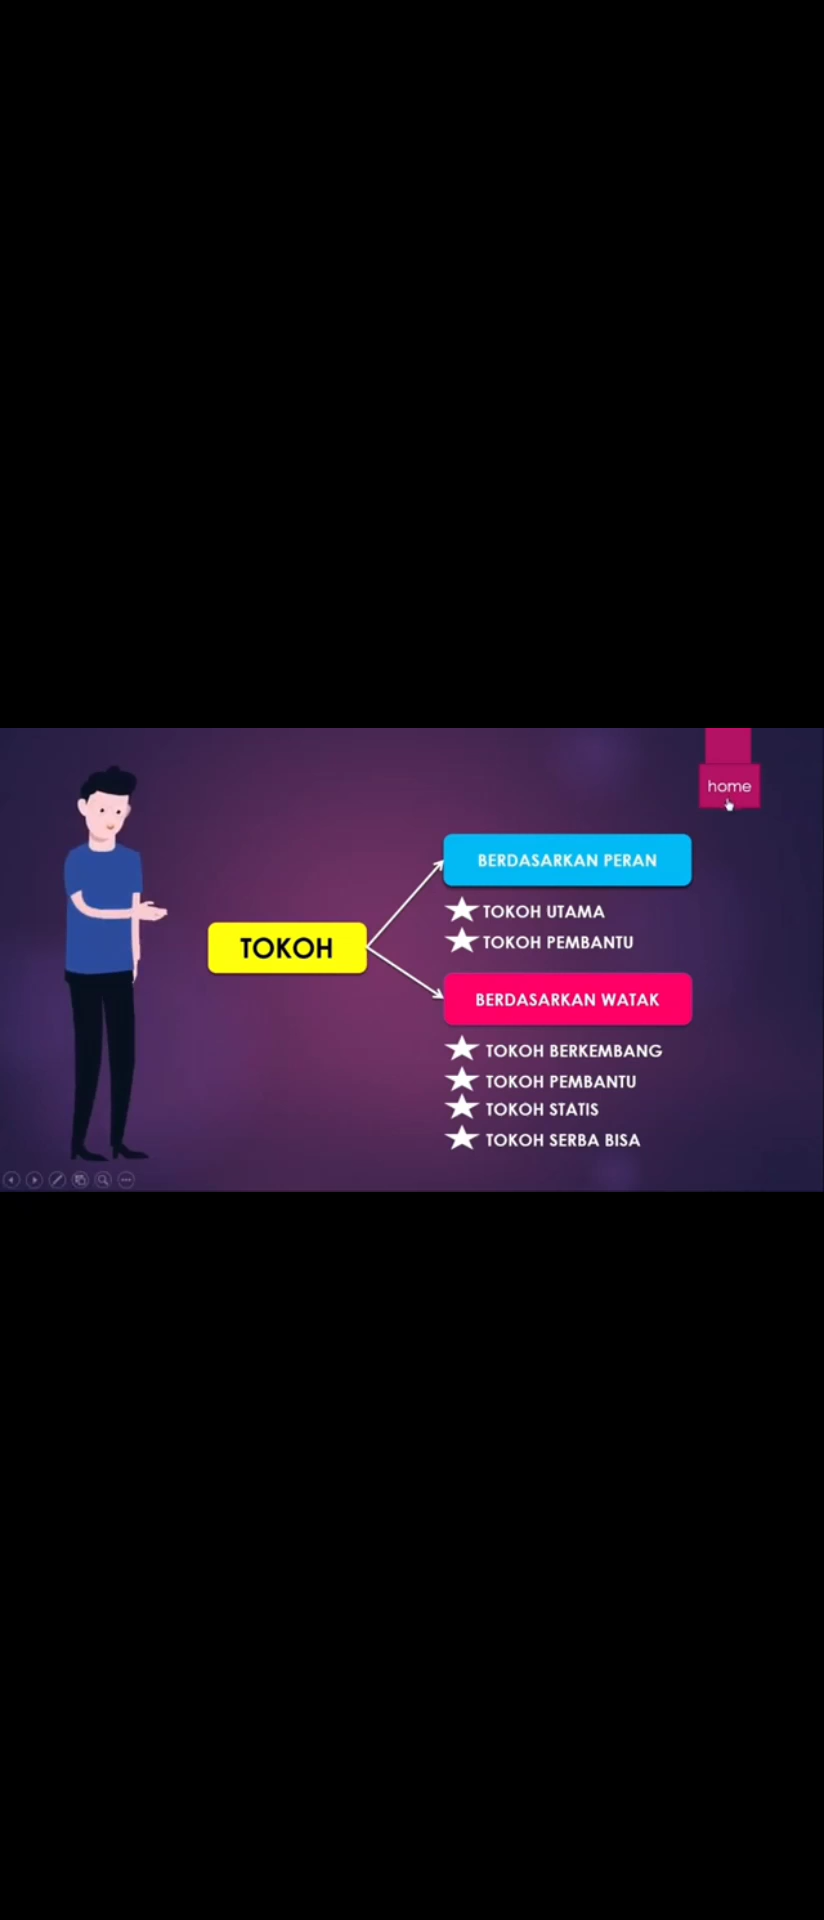 home
BERDASARKAN PERAN
TOKOH UTAMA
TOKOH PEMBANTU
TOKOH
BERDASARKAN WATAK
TOKOH BERKEMBANG
TOKOH PEMBANTU
TOKOH STATIS
TOKOH SERBA BISA